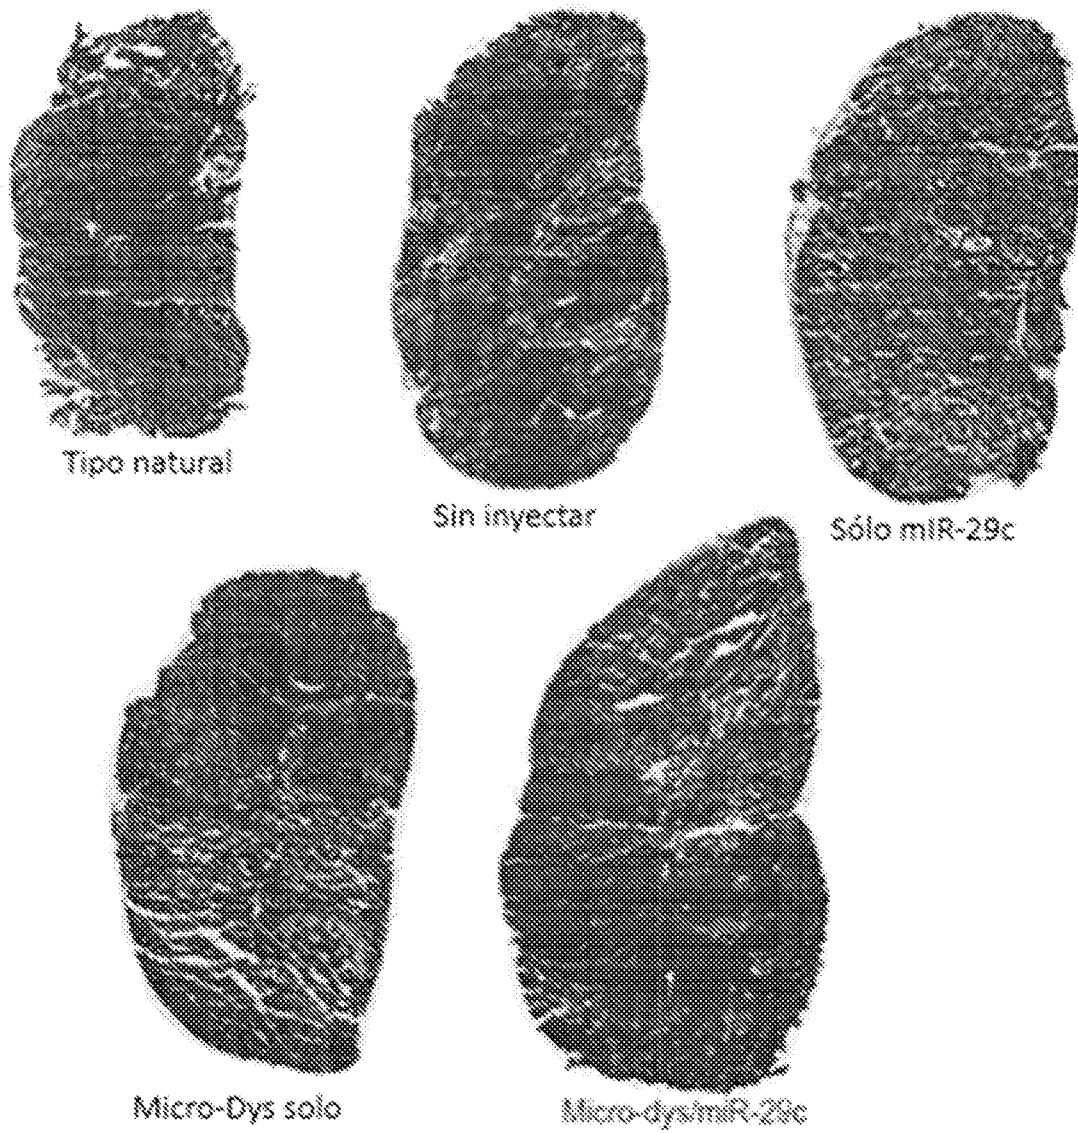 Tipo natural
Sin inyectar
Sólo miR-29c
Micro-Dys solo
Micro-dys/miR-29c